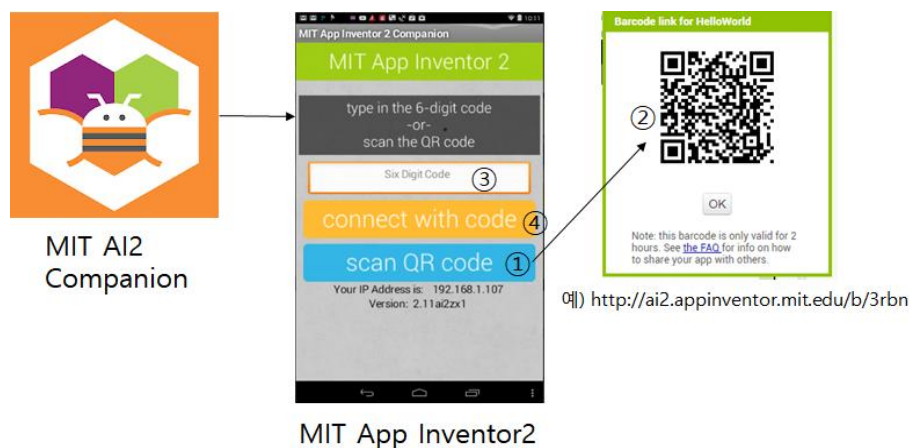 MIT AI2
Companion
10:11
MIT App Inventor 2 Companion
MIT App Inventor 2
type in the 6-digit code
-or-
scan the QR code
Six Digit Code
③
connect with code
④
scan QR code
①
Your IP Address is: 192.168.1.107
Version: 2.11ai2zx1
MIT App Inventor2
Barcode link for HelloWorld
②
OK
Note: this barcode is only valid for 2
hours. See the FAQ for info on how
to share your app with others.
예) http://ai2.appinventor.mit.edu/b/3rbn